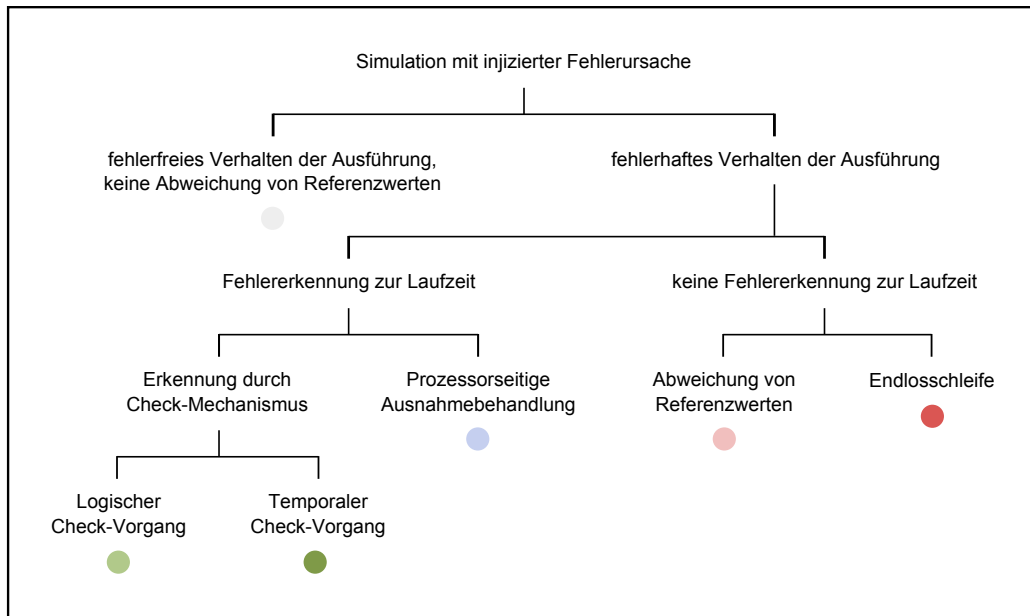 Simulation mit injizierter Fehlerursache
fehlerfreies Verhalten der Ausführung,
keine Abweichung von Referenzwerten
fehlerhaftes Verhalten der Ausführung
Fehlererkennung zur Laufzeit
keine Fehlererkennung zur Laufzeit
Erkennung durch
Check-Mechanismus
Prozessorseitige
Ausnahmebehandlung
Abweichung von
Referenzwerten
Endlosschleife
Logischer
Check-Vorgang
Temporaler
Check-Vorgang